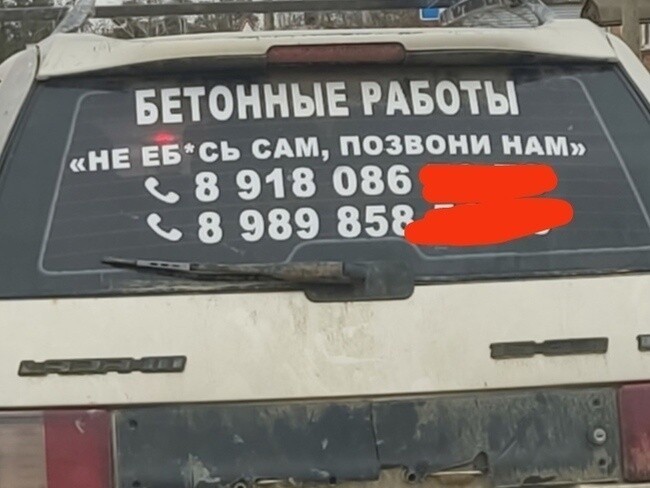 БЕТОННЫЕ РАБОТЫ
«НЕ ЕБ*СЬ САМ, ПОЗВОНИ НАМ»
8 918 086
8 989 858